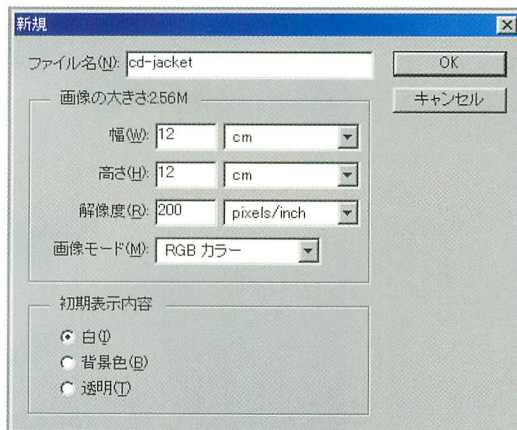 新規
ファイル名(N): cd-jacket
OK
キャンセル
画像の大きさ2.56M
幅(W): 12 cm
高さ(H): 12 cm
解像度(R): 200 pixels/inch
画像モード(M): RGB カラー
初期表示内容
白(I)
背景色(B)
透明(T)